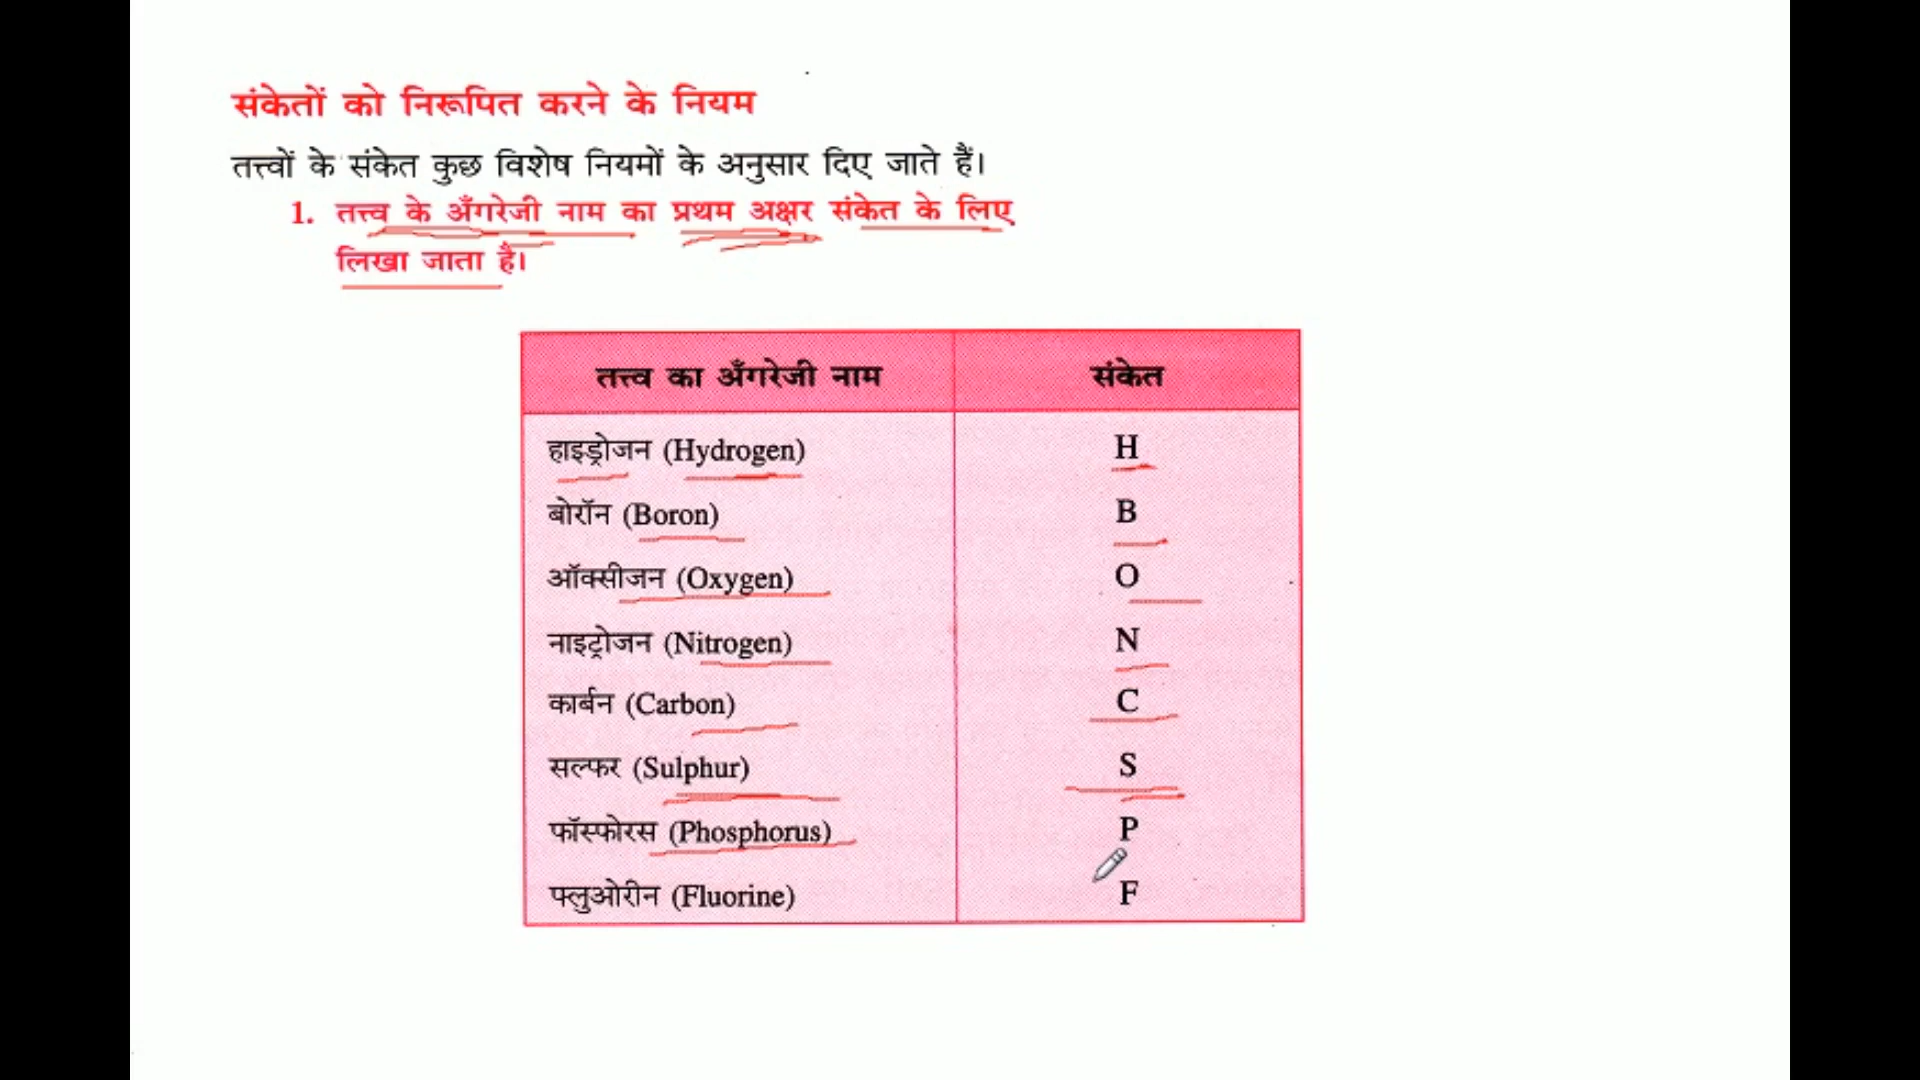 संकेतों को निरूपित करने के नियम
तत्त्वों के संकेत कुछ विशेष नियमों के अनुसार दिए जाते हैं।
1. तत्त्व के अँगरेजी नाम का प्रथम अक्षर संकेत के लिए
लिखा जाता है।
तत्त्व का अँगरेजी नाम संकेत
हाइड्रोजन (Hydrogen) H
बोरॉन (Boron) B
ऑक्सीजन (Oxygen) O
नाइट्रोजन (Nitrogen) N
कार्बन (Carbon) C
सल्फर (Sulphur) S
फॉस्फोरस (Phosphorus) P
फ्लुओरीन (Fluorine) F